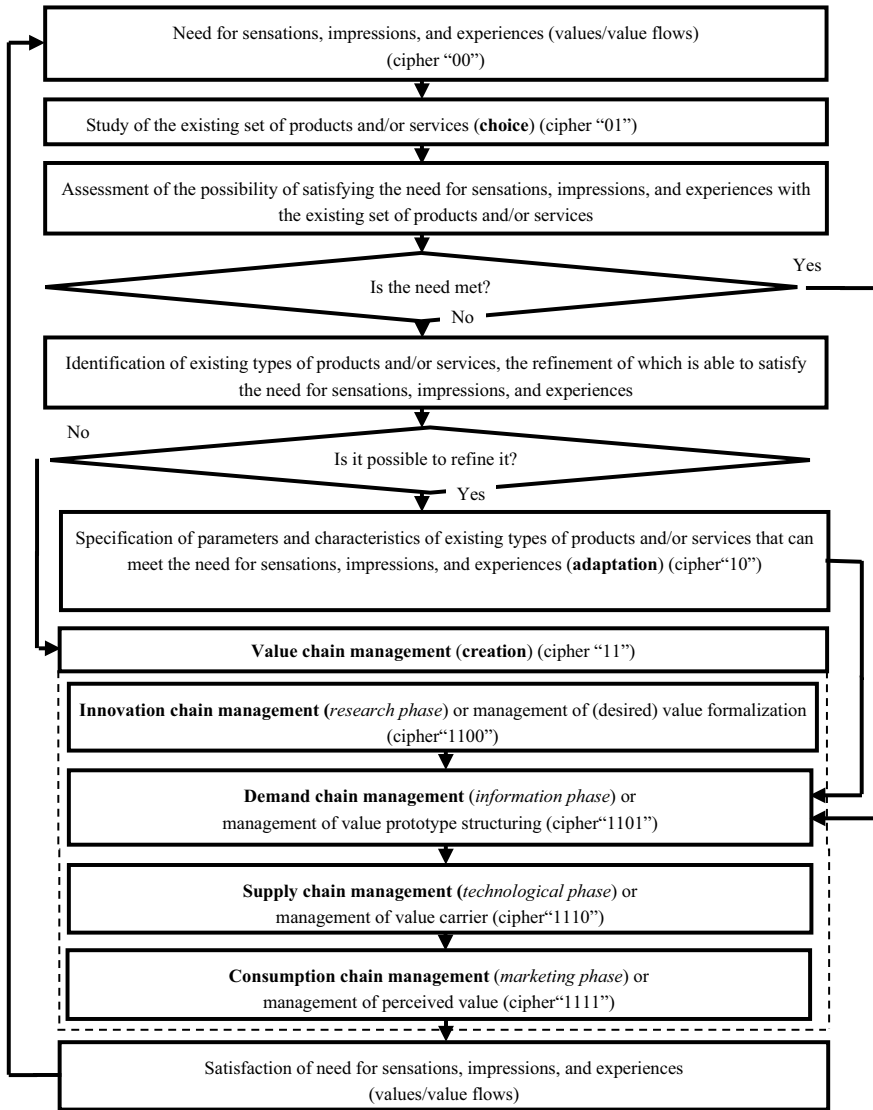 Need for sensations, impressions, and experiences (values/value flows)
(cipher “00”)
Study of the existing set of products and/or services (choice) (cipher “01”)
Assessment of the possibility of satisfying the need for sensations, impressions, and experiences with
the existing set of products and/or services
Yes
Is the need met?
No
Identification of existing types of products and/or services, the refinement of which is able to satisfy
the need for sensations, impressions, and experiences
No
Is it possible to refine it?
Yes
Specification of parameters and characteristics of existing types of products and/or services that can
meet the need for sensations, impressions, and experiences (adaptation) (cipher“10”)
Value chain management (creation) (cipher “11”)
Innovation chain management (research phase) or management of (desired) value formalization
(cipher“1100”)
Demand chain management (information phase) or
management of value prototype structuring (cipher“1101”)
Supply chain management (technological phase) or
management of value carrier (cipher“1110”)
Consumption chain management (marketing phase) or
management of perceived value (cipher“1111”)
Satisfaction of need for sensations, impressions, and experiences
(values/value flows)